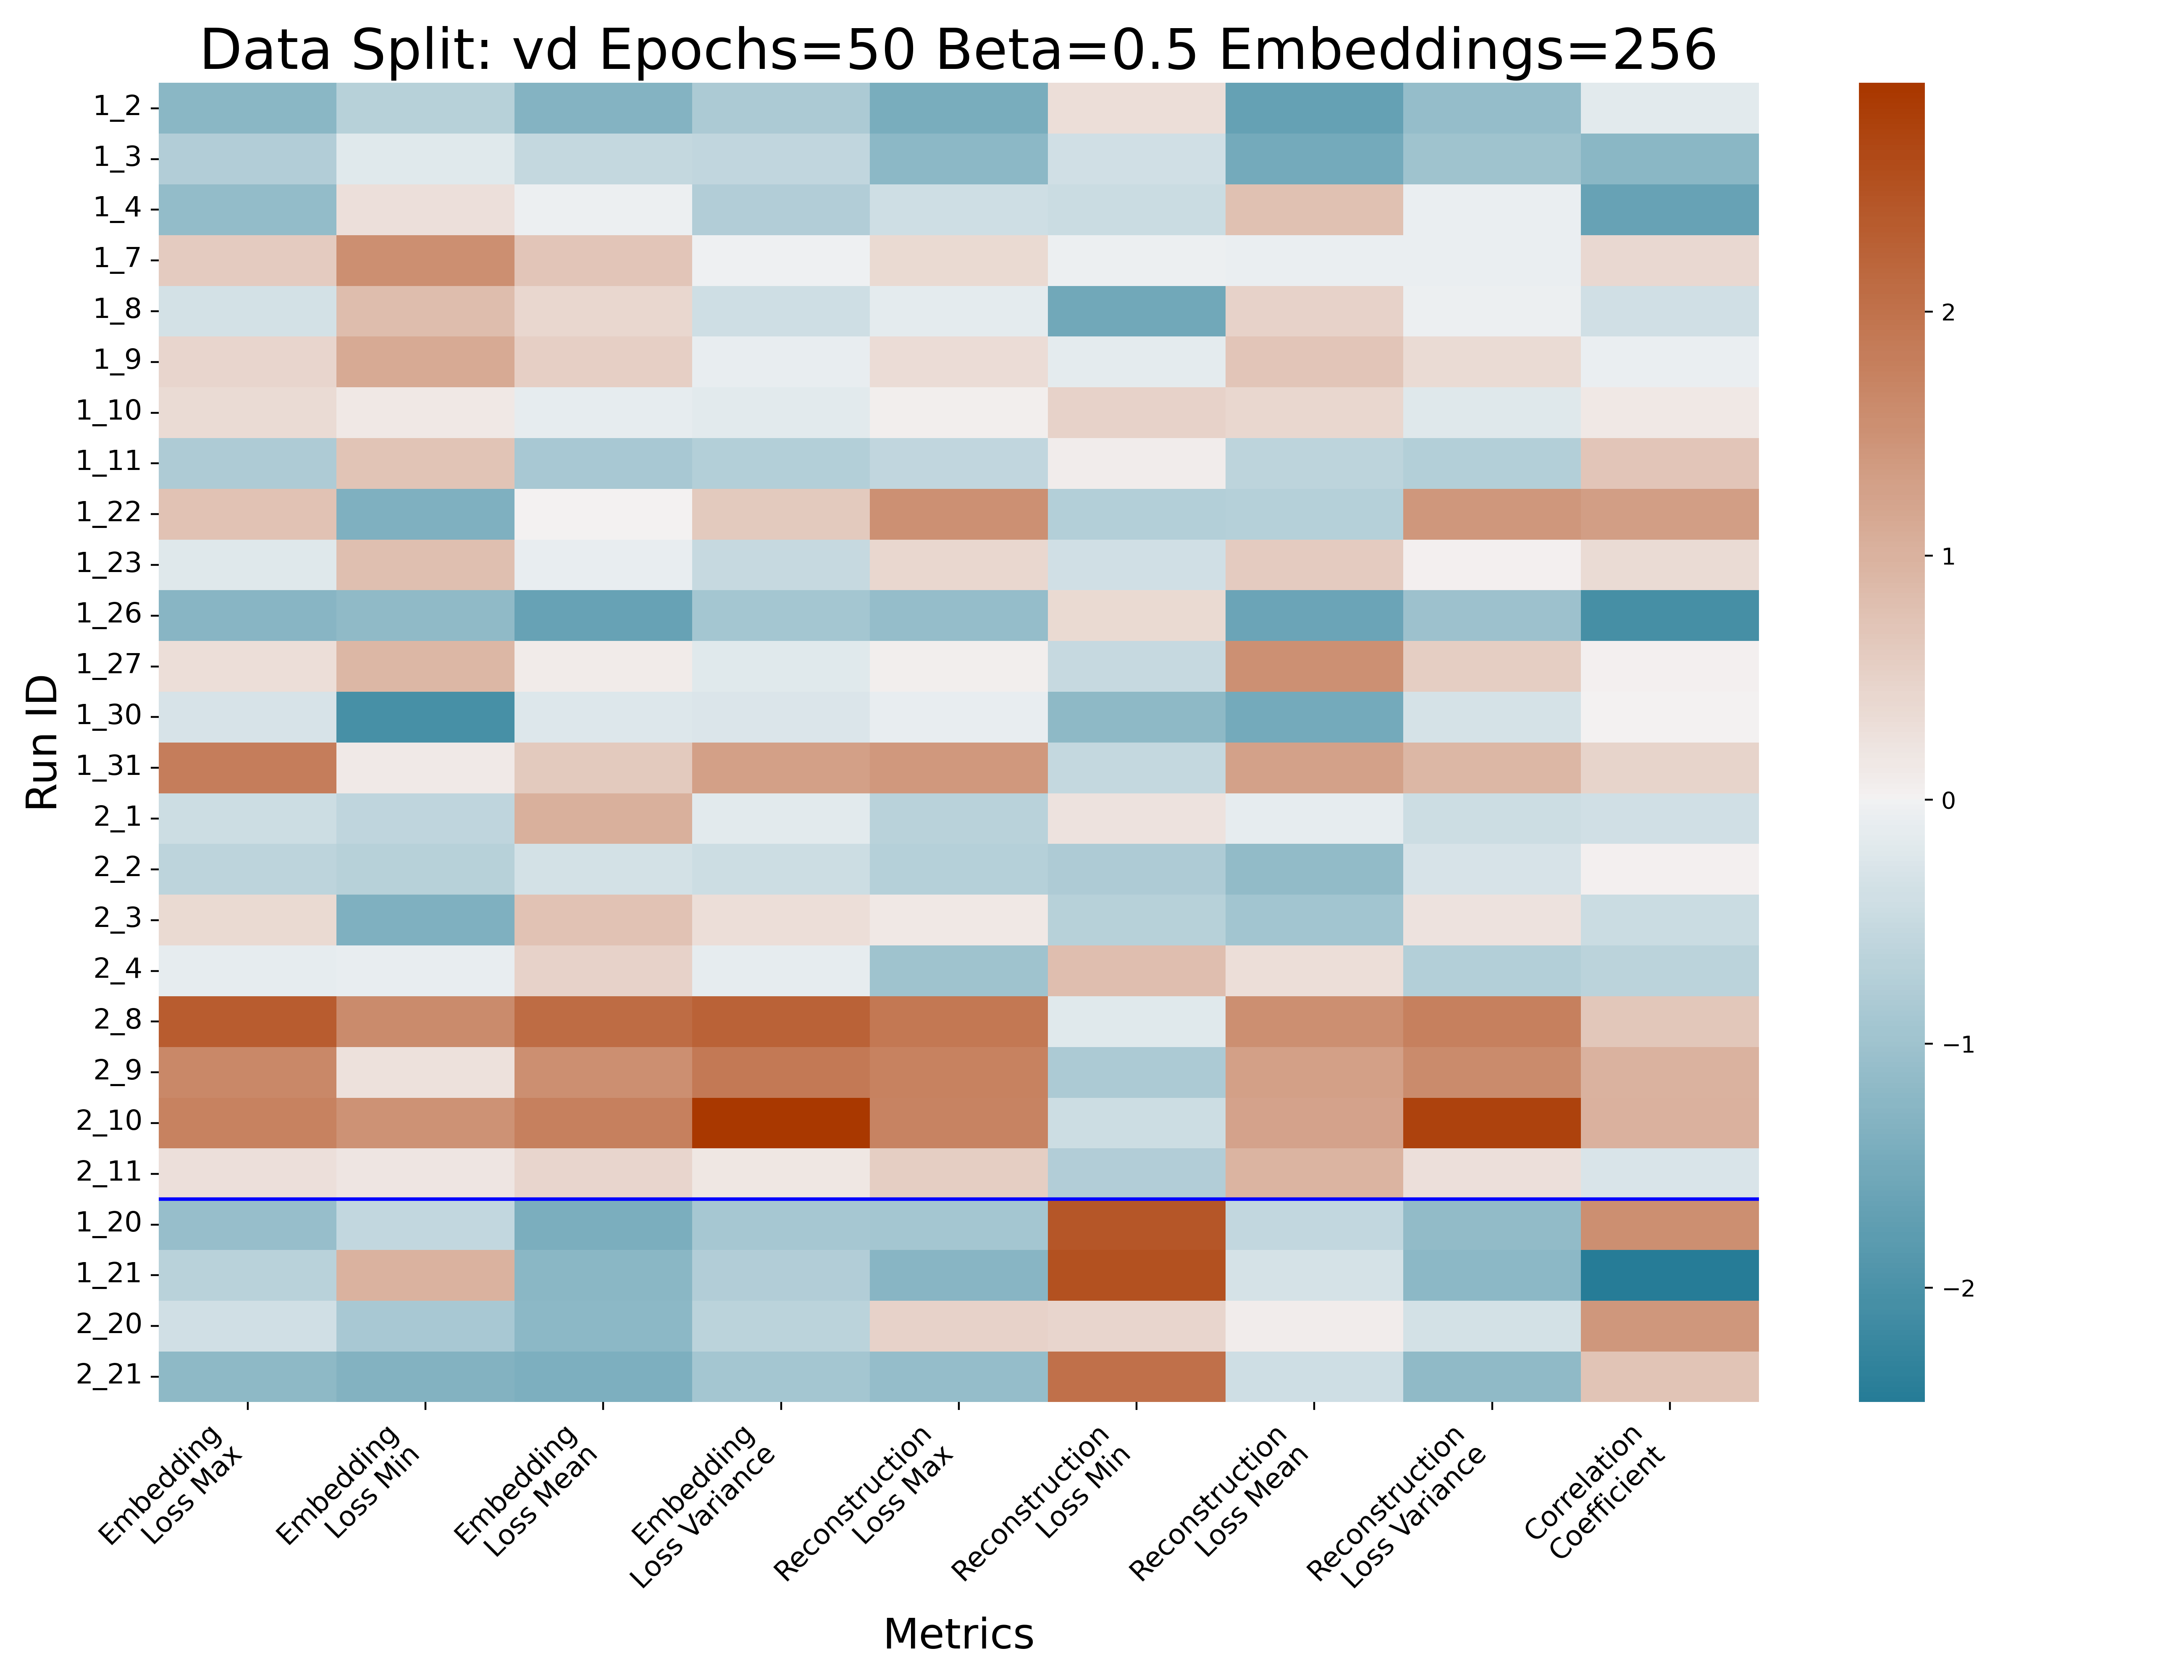 Data Split: vd Epochs=50 Beta=0.5 Embeddings=256
Run ID
1_2
1_3
1_4
1_7
1_8
1_9
1_10
1_11
1_22
1_23
1_26
1_27
1_30
1_31
2_1
2_2
2_3
2_4
2_8
2_9
2_10
2_11
1_20
1_21
2_20
2_21
Embedding
Loss Max
Embedding
Loss Min
Embedding
Loss Mean
Embedding
Loss Variance
Reconstruction
Loss Max
Reconstruction
Loss Min
Reconstruction
Loss Mean
Reconstruction
Loss Variance
Correlation
Coefficient
Metrics
2
1
0
−1
−2